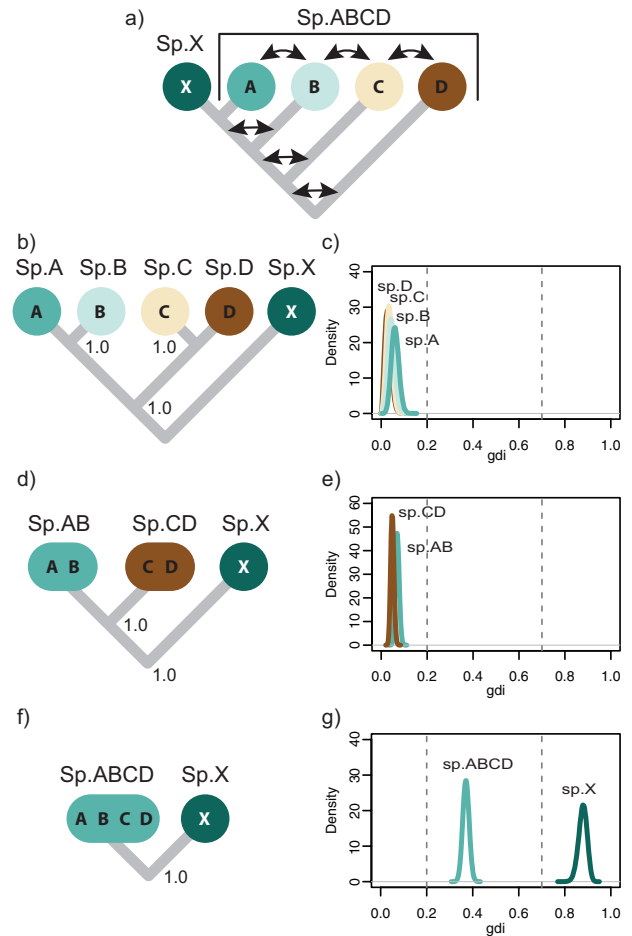 a)
Sp.ABCD
Sp.X
X A B C D
b)
Sp.A Sp.B Sp.C Sp.D Sp.X
A B C D X
1.0 1.0
1.0
c)
40
30
20
10
0
Density
sp.D
sp.C
sp.B
sp.A
0.0 0.2 0.4 0.6 0.8 1.0
gdi
d)
Sp.AB Sp.CD Sp.X
A B C D X
1.0
1.0
e)
60
50
40
30
20
10
0
Density
sp.CD
sp.AB
0.0 0.2 0.4 0.6 0.8 1.0
gdi
f)
Sp.ABCD Sp.X
A B C D X
1.0
g)
40
30
20
10
0
Density
sp.ABCD
sp.X
0.0 0.2 0.4 0.6 0.8 1.0
gdi